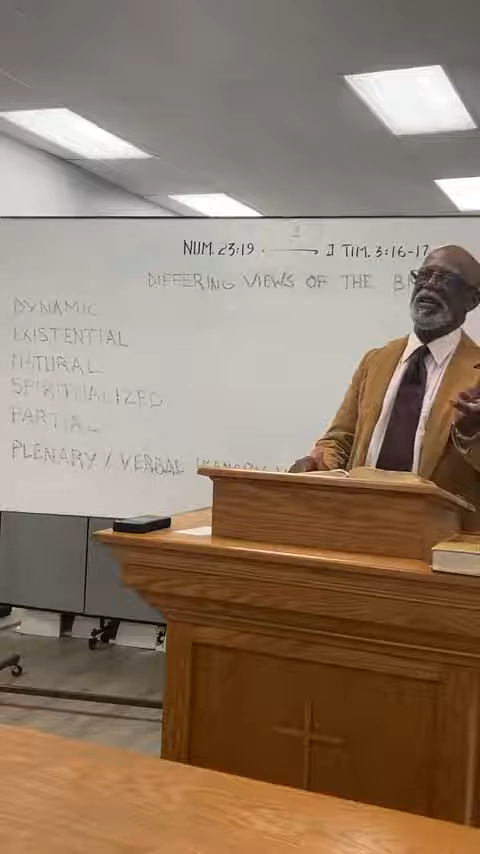 NUM. 23:19 . → II TIM. 3:16-17
DIFFERING VIEWS OF THE
DYNAMIC
EXISTENTIAL
NATURAL
SPIRITUALIZED
PARTIAL
PLENARY / VERBAL